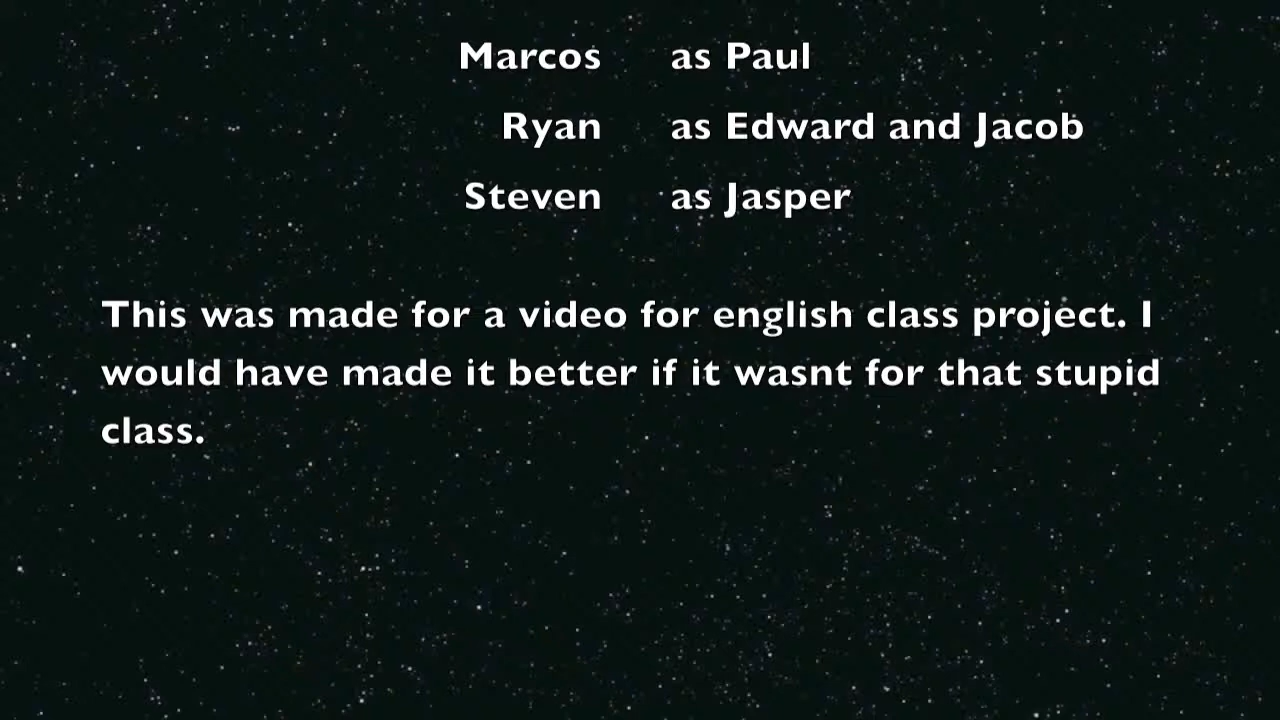 Marcos as Paul
Ryan as Edward and Jacob
Steven as Jasper
This was made for a video for english class project. I
would have made it better if it wasnt for that stupid
class.